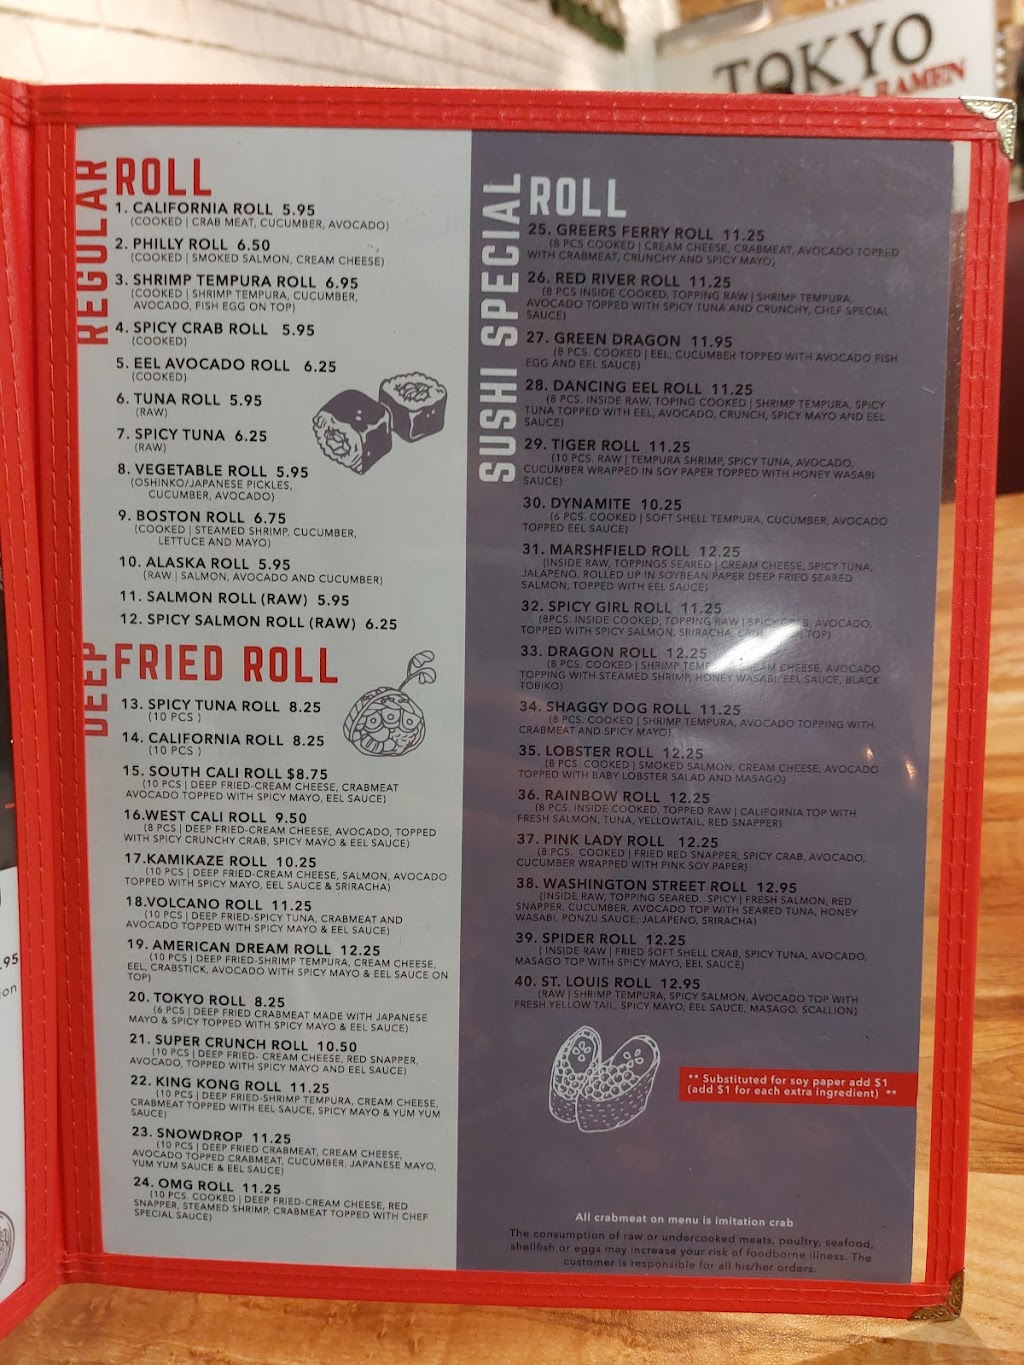 TOKYO
RAMEN
REGULAR ROLL
1. CALIFORNIA ROLL 5.95
(COOKED | CRAB MEAT, CUCUMBER, AVOCADO)
2. PHILLY ROLL 6.50
(COOKED | SMOKED SALMON, CREAM CHEESE)
3. SHRIMP TEMPURA ROLL 6.95
(COOKED | SHRIMP TEMPURA, CUCUMBER,
AVOCADO, FISH EGG ON TOP)
4. SPICY CRAB ROLL 5.95
(COOKED)
5. EEL AVOCADO ROLL 6.25
(COOKED)
6. TUNA ROLL 5.95
(RAW)
7. SPICY TUNA 6.25
(RAW)
8. VEGETABLE ROLL 5.95
(OSHINKO/JAPANESE PICKLES,
CUCUMBER, AVOCADO)
9. BOSTON ROLL 6.75
(COOKED | STEAMED SHRIMP, CUCUMBER,
LETTUCE AND MAYO)
10. ALASKA ROLL 5.95
(RAW | SALMON, AVOCADO AND CUCUMBER)
11. SALMON ROLL (RAW) 5.95
12. SPICY SALMON ROLL (RAW) 6.25
DEEP FRIED ROLL
13. SPICY TUNA ROLL 8.25
(10 PCS )
14. CALIFORNIA ROLL 8.25
(10 PCS )
15. SOUTH CALI ROLL $8.75
(10 PCS | DEEP FRIED-CREAM CHEESE, CRABMEAT
AVOCADO TOPPED WITH SPICY MAYO, EEL SAUCE)
16.WEST CALI ROLL 9.50
(8 PCS | DEEP FRIED-CREAM CHEESE, AVOCADO, TOPPED
WITH SPICY CRUNCHY CRAB, SPICY MAYO & EEL SAUCE)
17.KAMIKAZE ROLL 10.25
(10 PCS | DEEP FRIED-CREAM CHEESE, SALMON, AVOCADO
TOPPED WITH SPICY MAYO, EEL SAUCE & SRIRACHA)
18.VOLCANO ROLL 11.25
(10 PCS | DEEP FRIED-SPICY TUNA, CRABMEAT AND
AVOCADO TOPPED WITH SPICY MAYO & EEL SAUCE)
19. AMERICAN DREAM ROLL 12.25
(10 PCS | DEEP FRIED-SHRIMP TEMPURA, CREAM CHEESE,
EEL, CRABSTICK, AVOCADO WITH SPICY MAYO & EEL SAUCE ON
TOP)
20. TOKYO ROLL 8.25
(6 PCS | DEEP FRIED CRABMEAT MADE WITH JAPANESE
MAYO & SPICY TOPPED WITH SPICY MAYO & EEL SAUCE)
21. SUPER CRUNCH ROLL 10.50
(10 PCS | DEEP FRIED- CREAM CHEESE, RED SNAPPER,
AVOCADO, TOPPED WITH SPICY MAYO AND EEL SAUCE)
22. KING KONG ROLL 11.25
(10 PCS | DEEP FRIED-SHRIMP TEMPURA, CREAM CHEESE,
CRABMEAT TOPPED WITH EEL SAUCE, SPICY MAYO & YUM YUM
SAUCE)
23. SNOWDROP 11.25
(10 PCS | DEEP FRIED CRABMEAT, CREAM CHEESE,
AVOCADO TOPPED CRABMEAT, CUCUMBER, JAPANESE MAYO,
YUM YUM SAUCE & EEL SAUCE)
24. OMG ROLL 11.25
(10 PCS. COOKED | DEEP FRIED-CREAM CHEESE, RED
SNAPPER, STEAMED SHRIMP, CRABMEAT TOPPED WITH CHEF
SPECIAL SAUCE)
SUSHI SPECIAL ROLL
25. GREERS FERRY ROLL 11.25
(8 PCS COOKED | CREAM CHEESE, CRABMEAT, AVOCADO TOPPED
WITH CRABMEAT, CRUNCHY AND SPICY MAYO)
26. RED RIVER ROLL 11.25
(8 PCS INSIDE COOKED, TOPPING RAW | SHRIMP TEMPURA,
AVOCADO TOPPED WITH SPICY TUNA AND CRUNCHY, CHEF SPECIAL
SAUCE)
27. GREEN DRAGON 11.95
(8 PCS. COOKED | EEL, CUCUMBER TOPPED WITH AVOCADO FISH
EGG AND EEL SAUCE)
28. DANCING EEL ROLL 11.25
(8 PCS. INSIDE RAW, TOPING COOKED | SHRIMP TEMPURA, SPICY
TUNA TOPPED WITH EEL, AVOCADO, CRUNCH, SPICY MAYO AND EEL
SAUCE)
29. TIGER ROLL 11.25
(10 PCS. RAW | TEMPURA SHRIMP, SPICY TUNA, AVOCADO,
CUCUMBER WRAPPED IN SOY PAPER TOPPED WITH HONEY WASABI
SAUCE)
30. DYNAMITE 10.25
(6 PCS. COOKED | SOFT SHELL TEMPURA, CUCUMBER, AVOCADO
TOPPED EEL SAUCE)
31. MARSHFIELD ROLL 12.25
(INSIDE RAW, TOPPINGS SEARED | CREAM CHEESE, SPICY TUNA,
JALAPENO, ROLLED UP IN SOYBEAN PAPER DEEP FRIED SEARED
SALMON, TOPPED WITH EEL SAUCE)
32. SPICY GIRL ROLL 11.25
(8PCS. INSIDE COOKED, TOPPING RAW | SPICY CRAB, AVOCADO,
TOPPED WITH SPICY SALMON, SRIRACHA, TOP)
33. DRAGON ROLL 12.25
(8 PCS. COOKED | SHRIMP CREAM CHEESE, AVOCADO
TOPPING WITH STEAMED SHRIMP, HONEY WASABI, EEL SAUCE, BLACK
TOBIKO)
34. SHAGGY DOG ROLL 11.25
(8 PCS. COOKED | SHRIMP TEMPURA, AVOCADO TOPPING WITH
CRABMEAT AND SPICY MAYO)
35. LOBSTER ROLL 12.25
(8 PCS. COOKED | SMOKED SALMON, CREAM CHEESE, AVOCADO
TOPPED WITH BABY LOBSTER SALAD AND MASAGO)
36. RAINBOW ROLL 12.25
(8 PCS. INSIDE COOKED, TOPPED RAW | CALIFORNIA TOP WITH
FRESH SALMON, TUNA, YELLOWTAIL, RED SNAPPER)
37. PINK LADY ROLL 12.25
(8 PCS. COOKED | FRIED RED SNAPPER, SPICY CRAB, AVOCADO,
CUCUMBER WRAPPED WITH PINK SOY PAPER)
38. WASHINGTON STREET ROLL 12.95
(INSIDE RAW, TOPPING SEARED, SPICY | FRESH SALMON, RED
SNAPPER, CUCUMBER, AVOCADO TOP WITH SEARED TUNA, HONEY
WASABI, PONZU SAUCE, JALAPENO, SRIRACHA)
39. SPIDER ROLL 12.25
( INSIDE RAW | FRIED SOFT SHELL CRAB, SPICY TUNA, AVOCADO,
MASAGO TOP WITH SPICY MAYO, EEL SAUCE)
40. ST. LOUIS ROLL 12.95
(RAW | SHRIMP TEMPURA, SPICY SALMON, AVOCADO TOP WITH
FRESH YELLOW TAIL, SPICY MAYO, EEL SAUCE, MASAGO, SCALLION)
** Substituted for soy paper add $1
(add $1 for each extra ingredient) **
All crabmeat on menu is imitation crab
The consumption of raw or undercooked meats, poultry, seafood,
shellfish or eggs may increase your risk of foodborne illness. The
customer is responsible for all his/her orders.